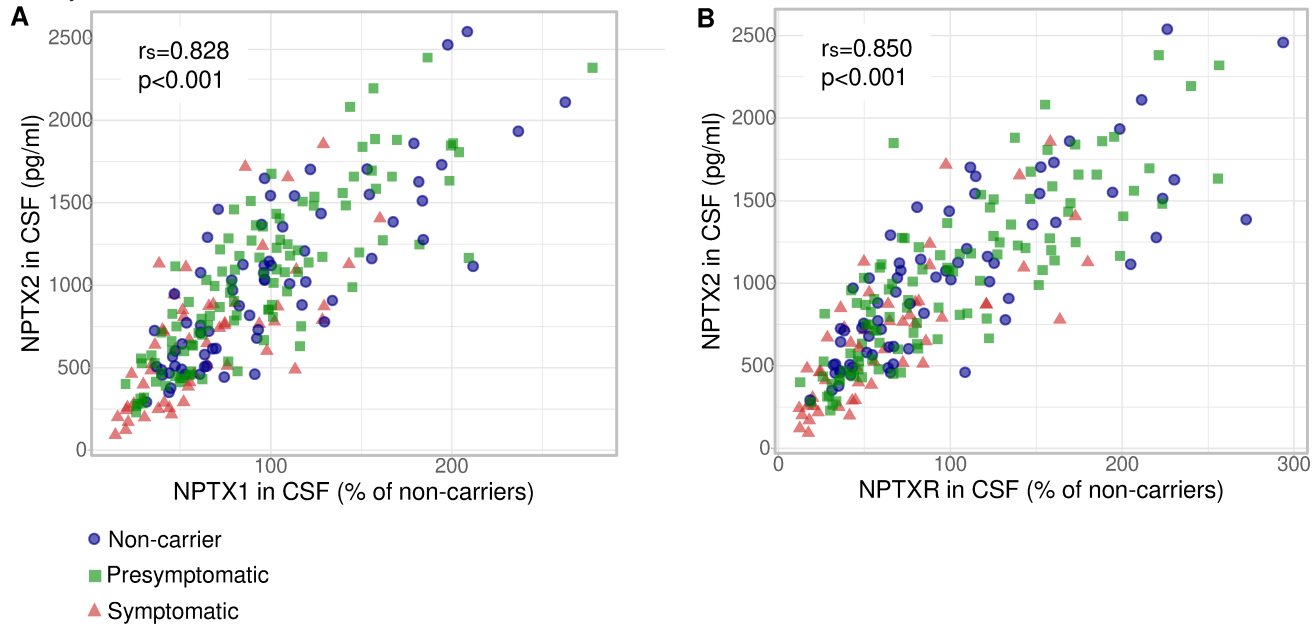 A
rs=0.828
p<0.001
2500
2000
1500
1000
500
0
NPTX2 in CSF (pg/ml)
100 200
NPTX1 in CSF (% of non-carriers)
B
rs=0.850
p<0.001
2500
2000
1500
1000
500
0
NPTX2 in CSF (pg/ml)
0 100 200 300
NPTXR in CSF (% of non-carriers)
Non-carrier
Presymptomatic
Symptomatic